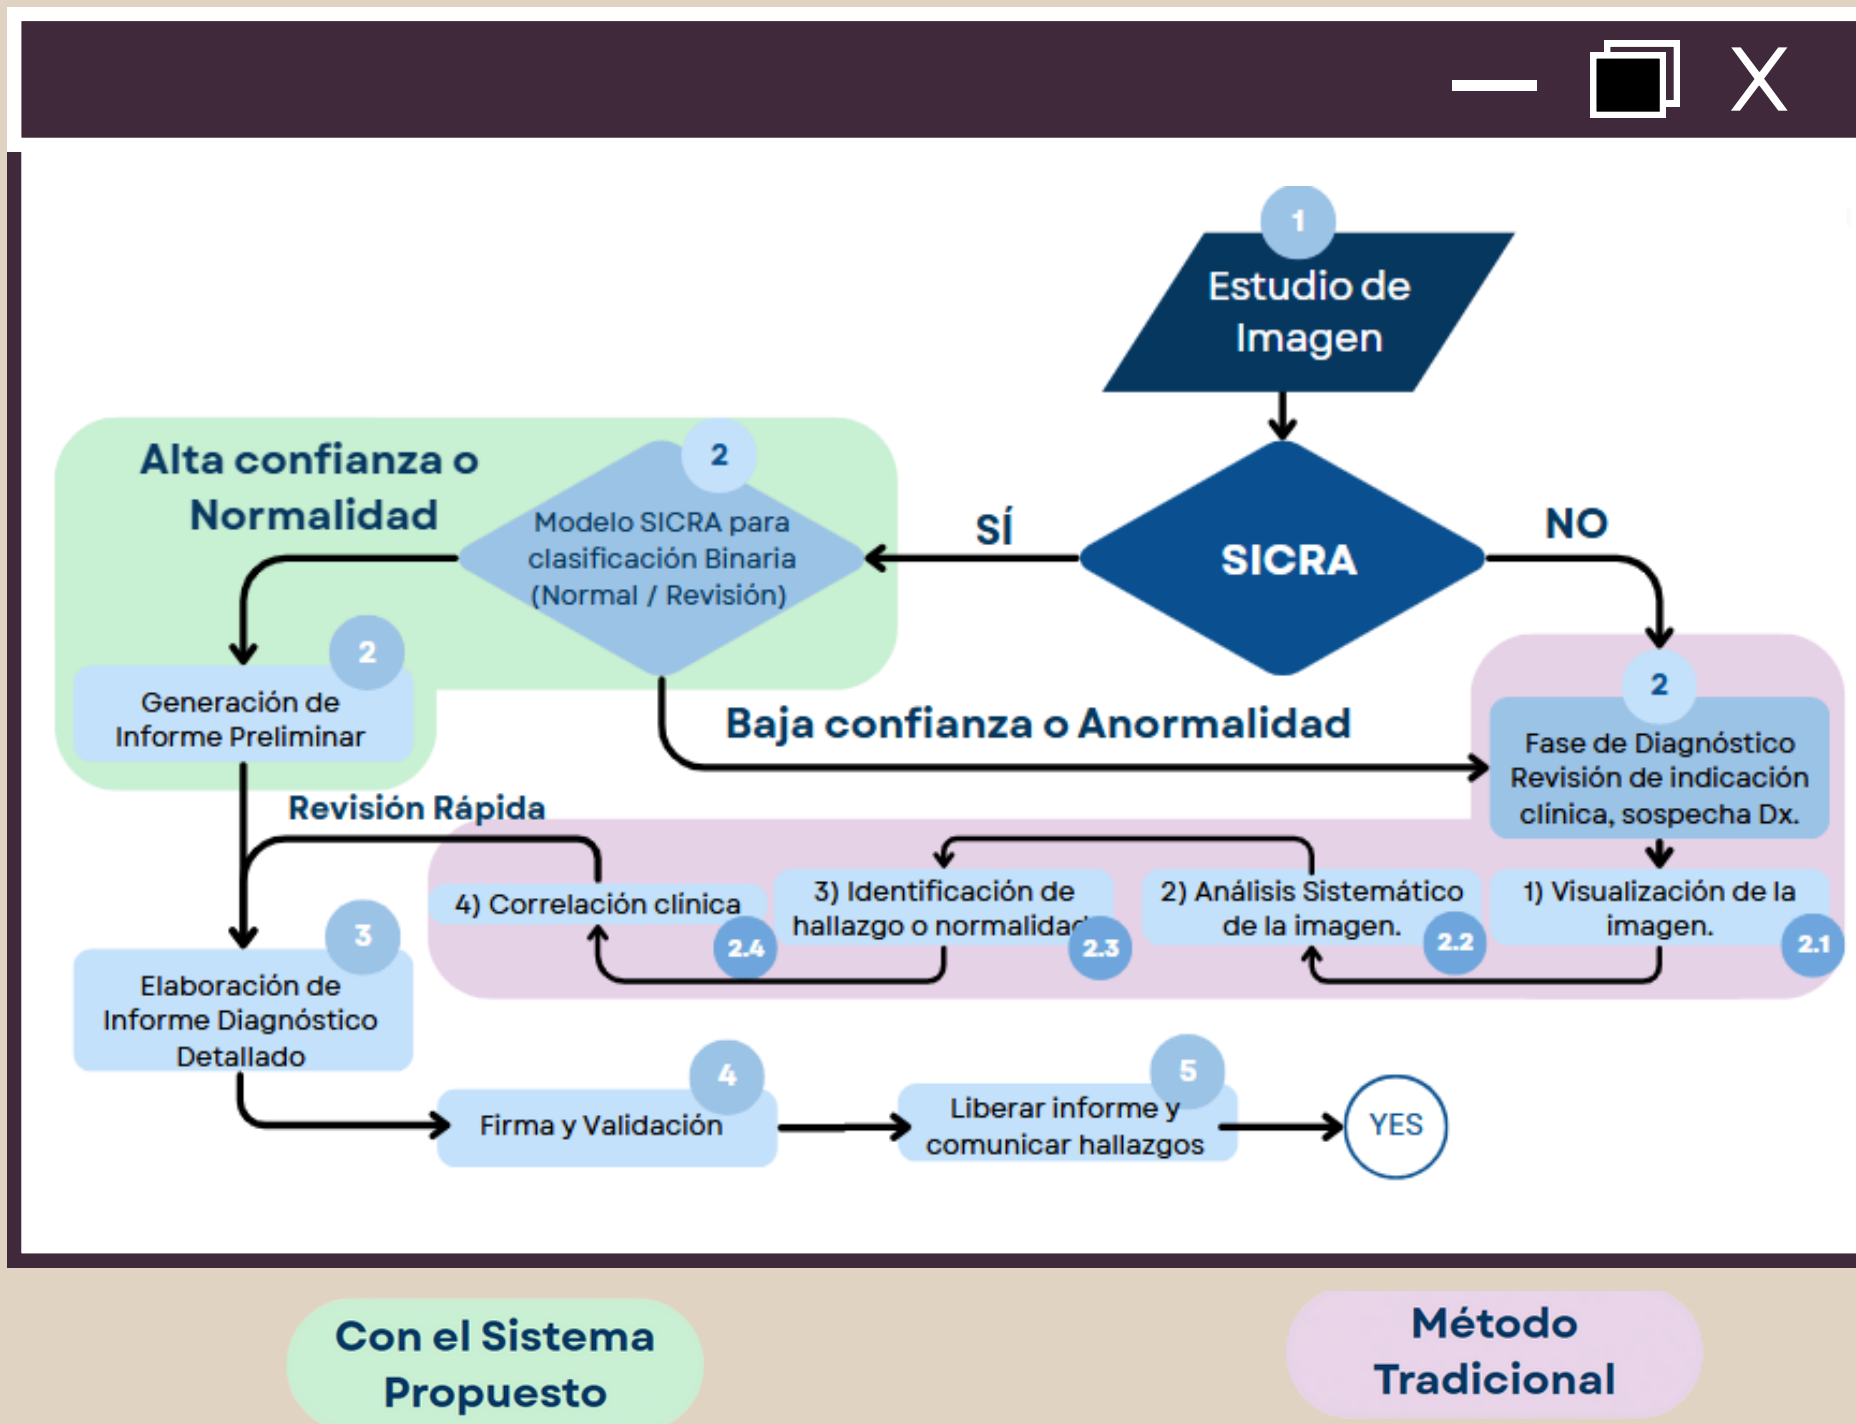 X
1
Estudio de
Imagen
SICRA
SÍ
NO
Alta confianza o
Normalidad
2
Modelo SICRA para
clasificación Binaria
(Normal / Revisión)
2
Generación de
Informe Preliminar
Baja confianza o Anormalidad
2
Fase de Diagnóstico
Revisión de indicación
clínica, sospecha Dx.
1) Visualización de la
imagen.
2.1
2) Análisis Sistemático
de la imagen.
2.2
3) Identificación de
hallazgo o normalidad
2.3
4) Correlación clínica
2.4
Revisión Rápida
3
Elaboración de
Informe Diagnóstico
Detallado
4
Firma y Validación
5
Liberar informe y
comunicar hallazgos
YES
Con el Sistema
Propuesto
Método
Tradicional